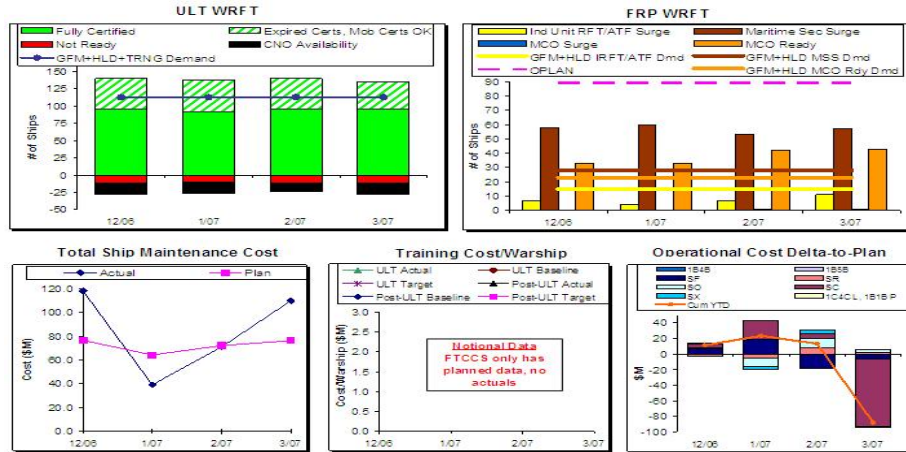 ULT WRFT
Fully Certified
Expired Certs, Mob Certs OK
Not Ready
CNO Availability
GFM+HLD+TRNG Demand
# of Ships
150
125
100
75
50
25
0
-25
-50
12/06
1/07
2/07
3/07
FRP WRFT
Ind Unit RFT/ATF Surge
Maritime Sec Surge
MCO Surge
MCO Ready
GFM+HLD IRFT/ATF Dmd
GFM+HLD MSS Dmd
OPLAN
GFM+HLD MCO Rdy Dmd
# of Ships
90
80
70
60
50
40
30
20
10
0
12/06
1/07
2/07
3/07
Total Ship Maintenance Cost
Actual
Plan
Cost ($M)
120.0
100.0
80.0
60.0
40.0
20.0
0.0
12/06
1/07
2/07
3/07
Training Cost/Warship
ULT Actual
ULT Baseline
ULT Target
Post-ULT Actual
Post-ULT Baseline
Post-ULT Target
Cost/Warship ($M)
3.0
2.5
2.0
1.5
1.0
0.5
0.0
Notional Data
FTCCS only has
planned data, no
actuals
12/06
1/07
2/07
3/07
Operational Cost Delta-to-Plan
1B4B
1B5B
SF
SR
SO
SC
SX
1C4CL, 1B1B P
Cum YTD
$M
40
20
0
-20
-40
-60
-80
-100
12/06
1/07
2/07
3/07